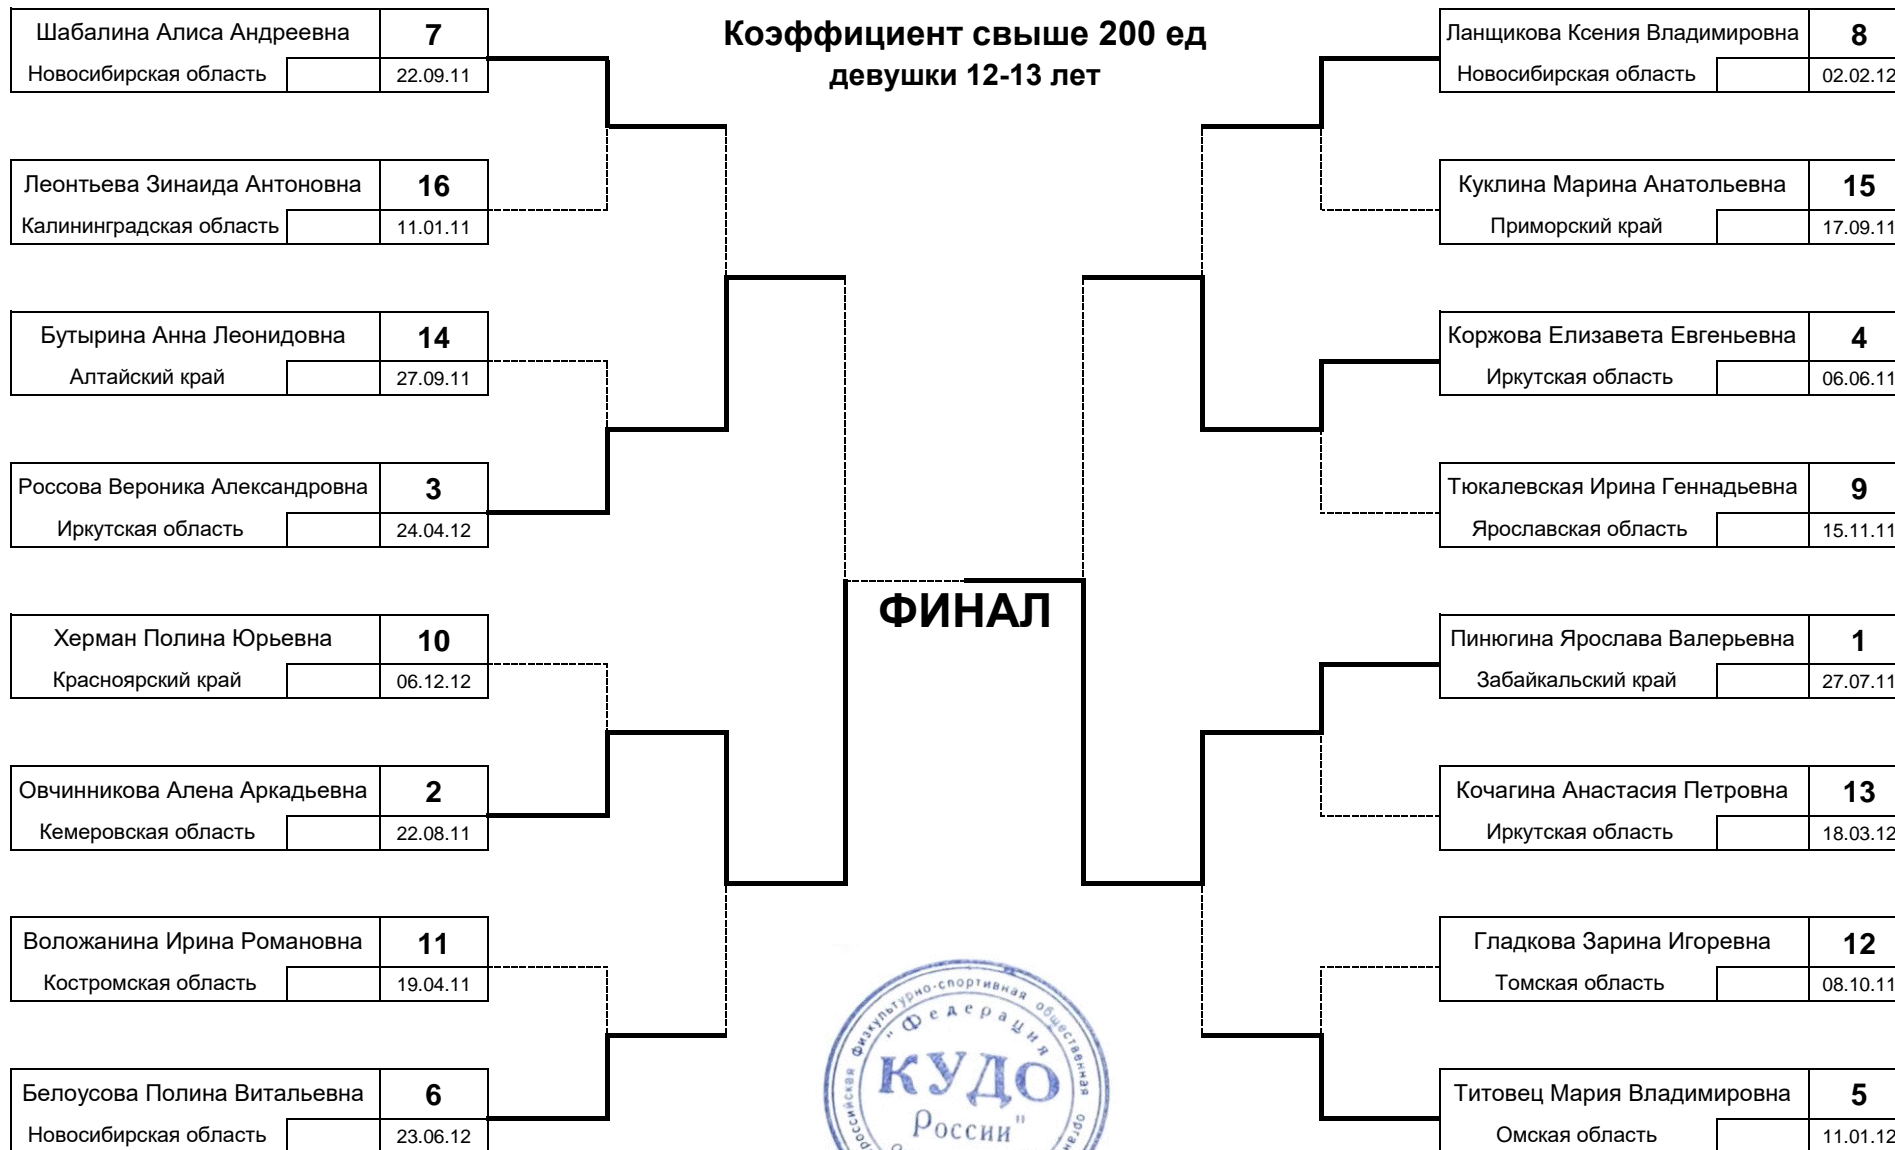 Коэффициент свыше 200 ед
девушки 12-13 лет
Шабалина Алиса Андреевна 7
Новосибирская область 22.09.11
Леонтьева Зинаида Антоновна 16
Калининградская область 11.01.11
Бутырина Анна Леонидовна 14
Алтайский край 27.09.11
Россова Вероника Александровна 3
Иркутская область 24.04.12
Херман Полина Юрьевна 10
Красноярский край 06.12.12
Овчинникова Алена Аркадьевна 2
Кемеровская область 22.08.11
Воложанина Ирина Романовна 11
Костромская область 19.04.11
Белоусова Полина Витальевна 6
Новосибирская область 23.06.12
ФИНАЛ
Ланщикова Ксения Владимировна 8
Новосибирская область 02.02.12
Куклина Марина Анатольевна 15
Приморский край 17.09.11
Коржова Елизавета Евгеньевна 4
Иркутская область 06.06.11
Тюкалевская Ирина Геннадьевна 9
Ярославская область 15.11.11
Пинюгина Ярослава Валерьевна 1
Забайкальский край 27.07.11
Кочагина Анастасия Петровна 13
Иркутская область 18.03.12
Гладкова Зарина Игоревна 12
Томская область 08.10.11
Титовец Мария Владимировна 5
Омская область 11.01.12
физкультурно-спортивная общественная
"Федерация
КУДО
России"